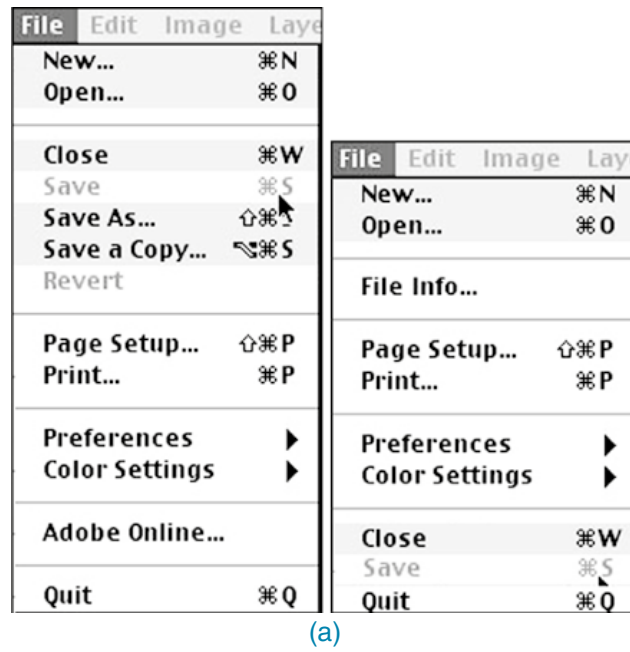 File Edit Image Laye
New... ⌘N
Open... ⌘O
Close ⌘W
Save ⌘S
Save As... ⇧⌘
Save a Copy... ⌥⌘S
Revert
Page Setup... ⇧⌘P
Print... ⌘P
Preferences ▶
Color Settings ▶
Adobe Online...
Quit ⌘Q
File Edit Image Lay
New... ⌘N
Open... ⌘O
File Info...
Page Setup... ⇧⌘P
Print... ⌘P
Preferences ▶
Color Settings ▶
Close ⌘W
Save ⌘S
Quit ⌘Q
(a)